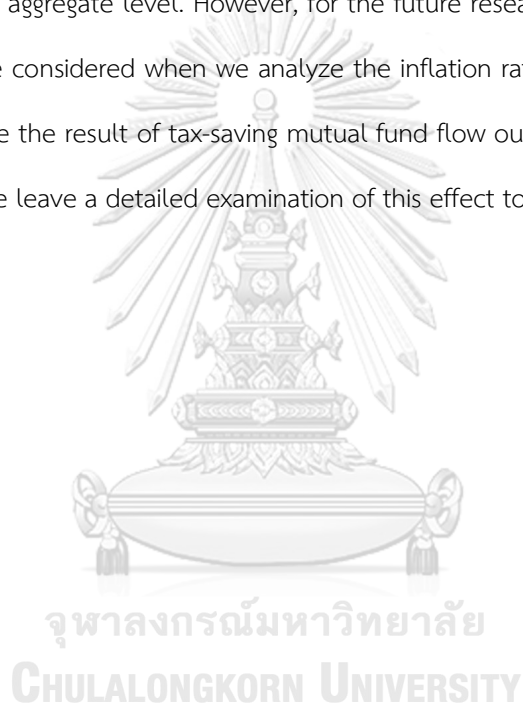 aggregate level. However, for the future resea
e considered when we analyze the inflation rat
e the result of tax-saving mutual fund flow ou
e leave a detailed examination of this effect to
จุฬาลงกรณ์มหาวิทยาลัย
CHULALONGKORN UNIVERSITY